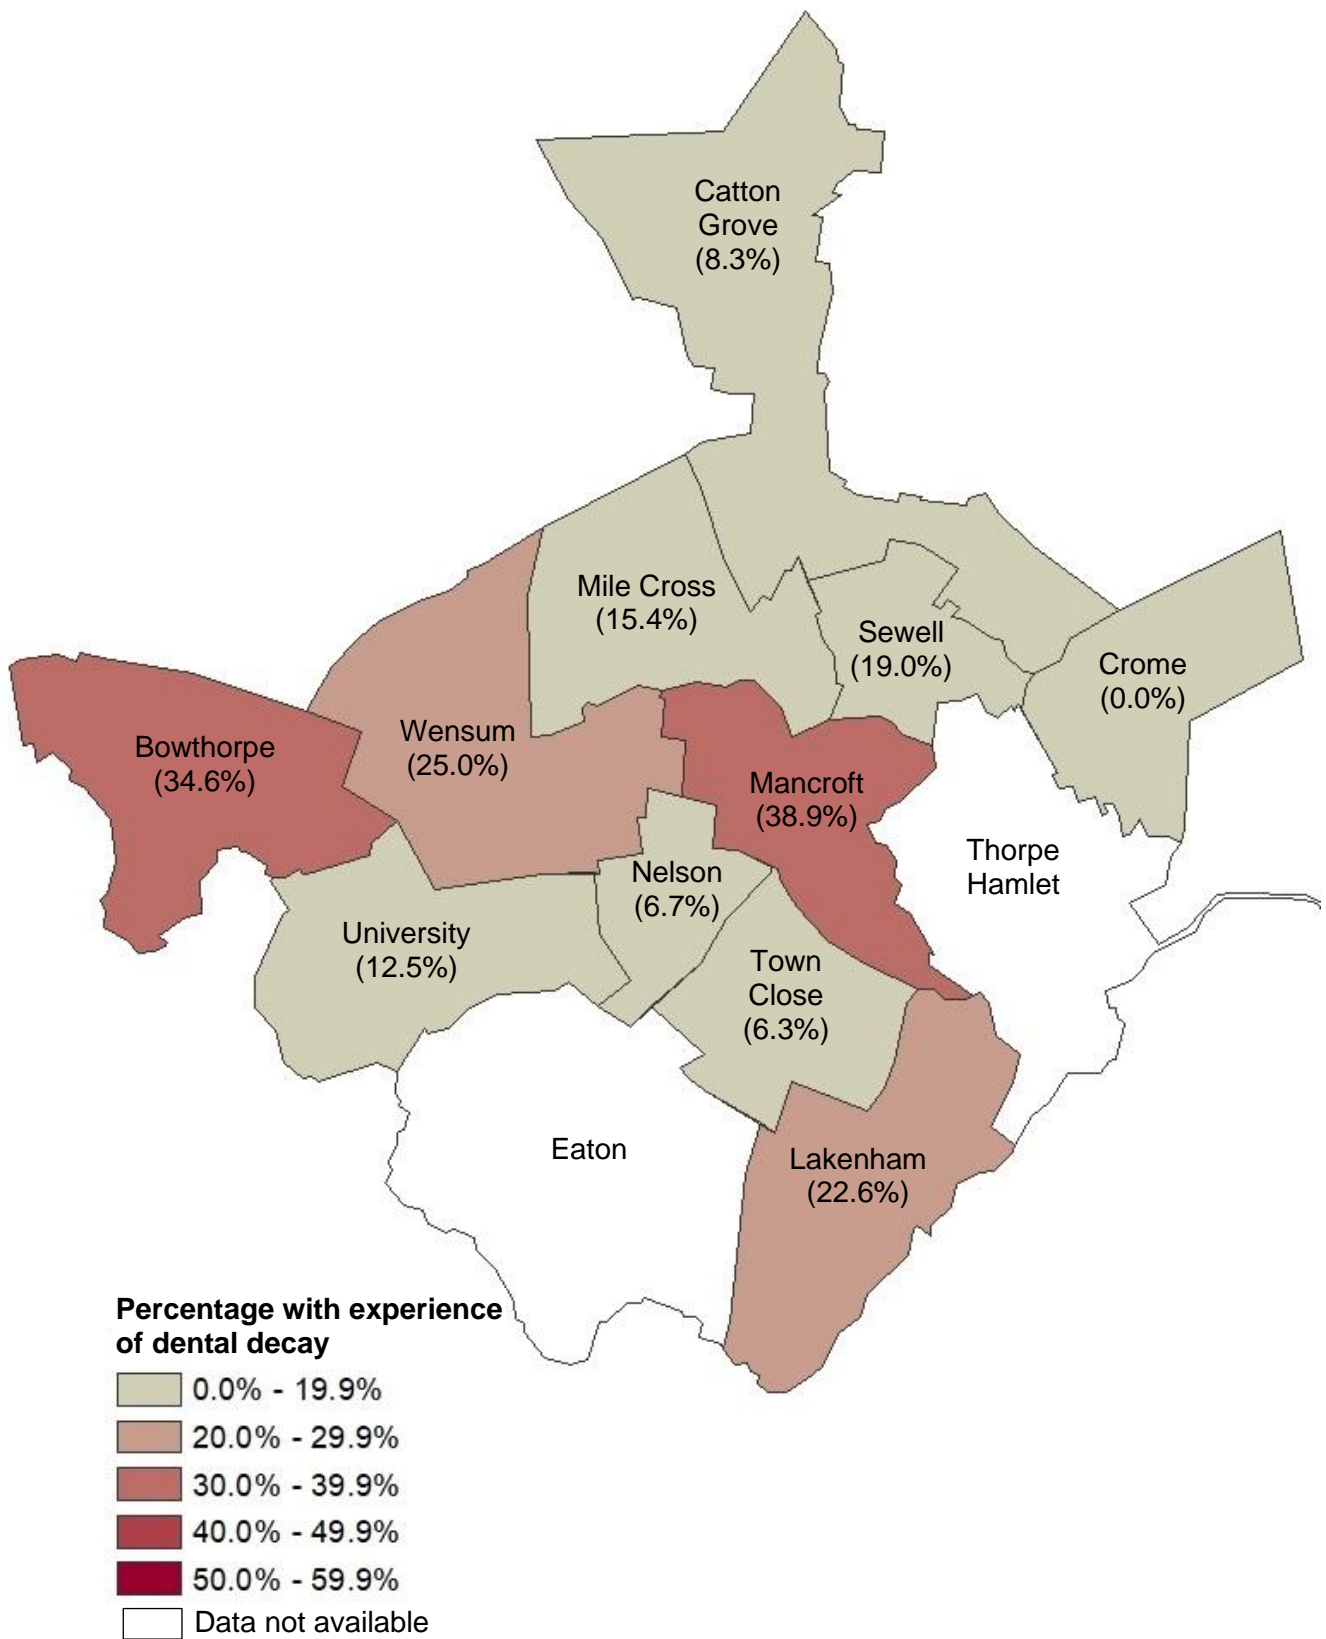 Catton
Grove
(8.3%)
Mile Cross
(15.4%)
Sewell
(19.0%)
Crome
(0.0%)
Bowthorpe
(34.6%)
Wensum
(25.0%)
Mancroft
(38.9%)
Thorpe
Hamlet
Nelson
(6.7%)
University
(12.5%)
Town
Close
(6.3%)
Eaton
Lakenham
(22.6%)
Percentage with experience
of dental decay
0.0% - 19.9%
20.0% - 29.9%
30.0% - 39.9%
40.0% - 49.9%
50.0% - 59.9%
Data not available